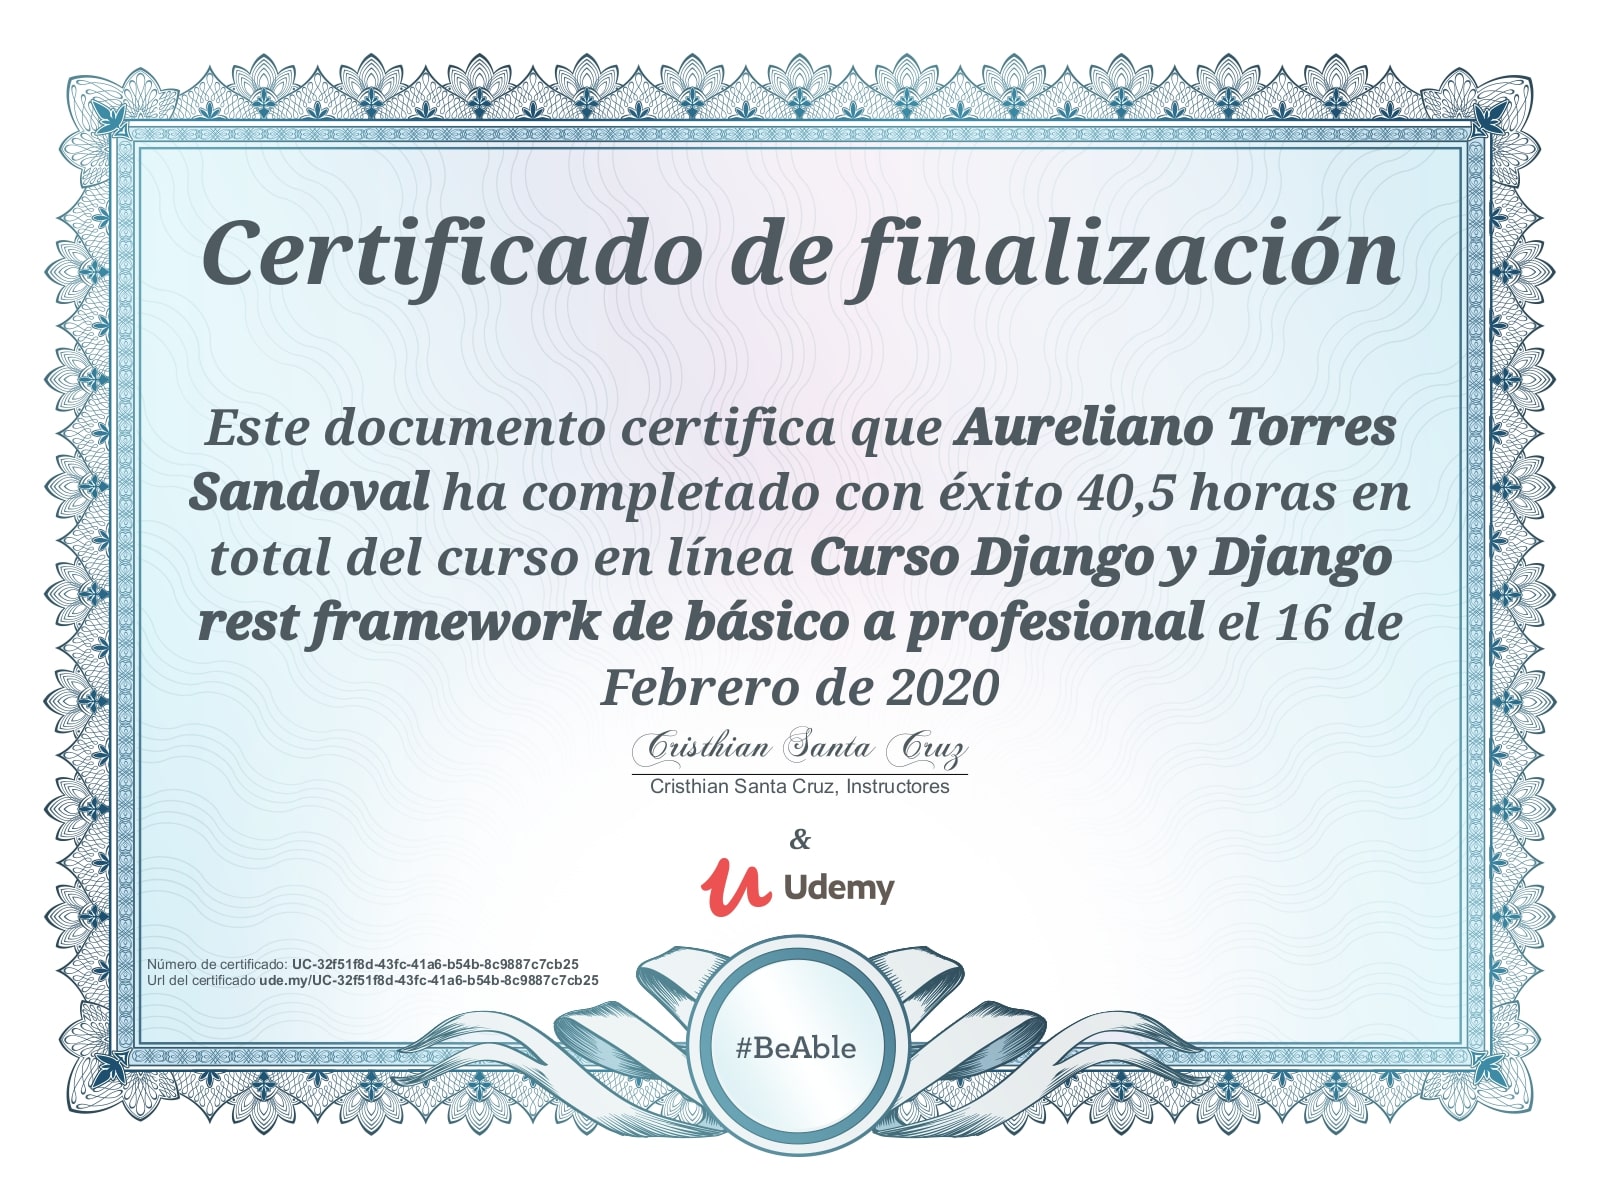 Certificado de finalización
Este documento certifica que Aureliano Torres
Sandoval ha completado con éxito 40,5 horas en
total del curso en línea Curso Django y Django
rest framework de básico a profesional el 16 de
Febrero de 2020
Cristhian Santa Cruz
Cristhian Santa Cruz, Instructores
&
Udemy
Número de certificado: UC-32f51f8d-43fc-41a6-b54b-8c9887c7cb25
Url del certificado ude.my/UC-32f51f8d-43fc-41a6-b54b-8c9887c7cb25
#BeAble